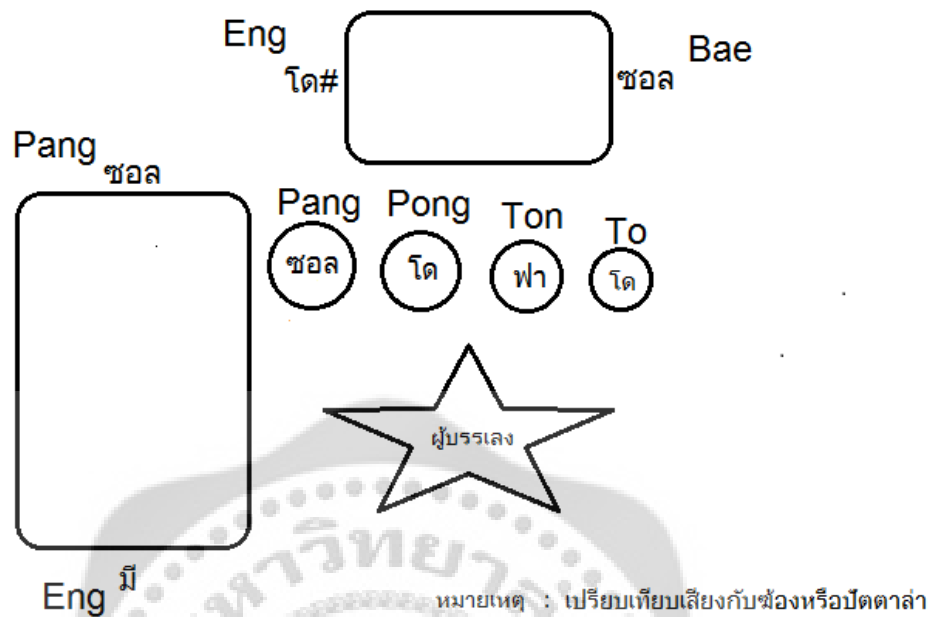 Eng
Bae
โด#
ซอล
Pang
ซอล
Pang Pong Ton To
ซอล โด ฟา โด
ผู้บรรเลง
มี
Eng
หมายเหตุ : เปรียบเทียบเสียงกับฆ้องหรือปัตตาล่า